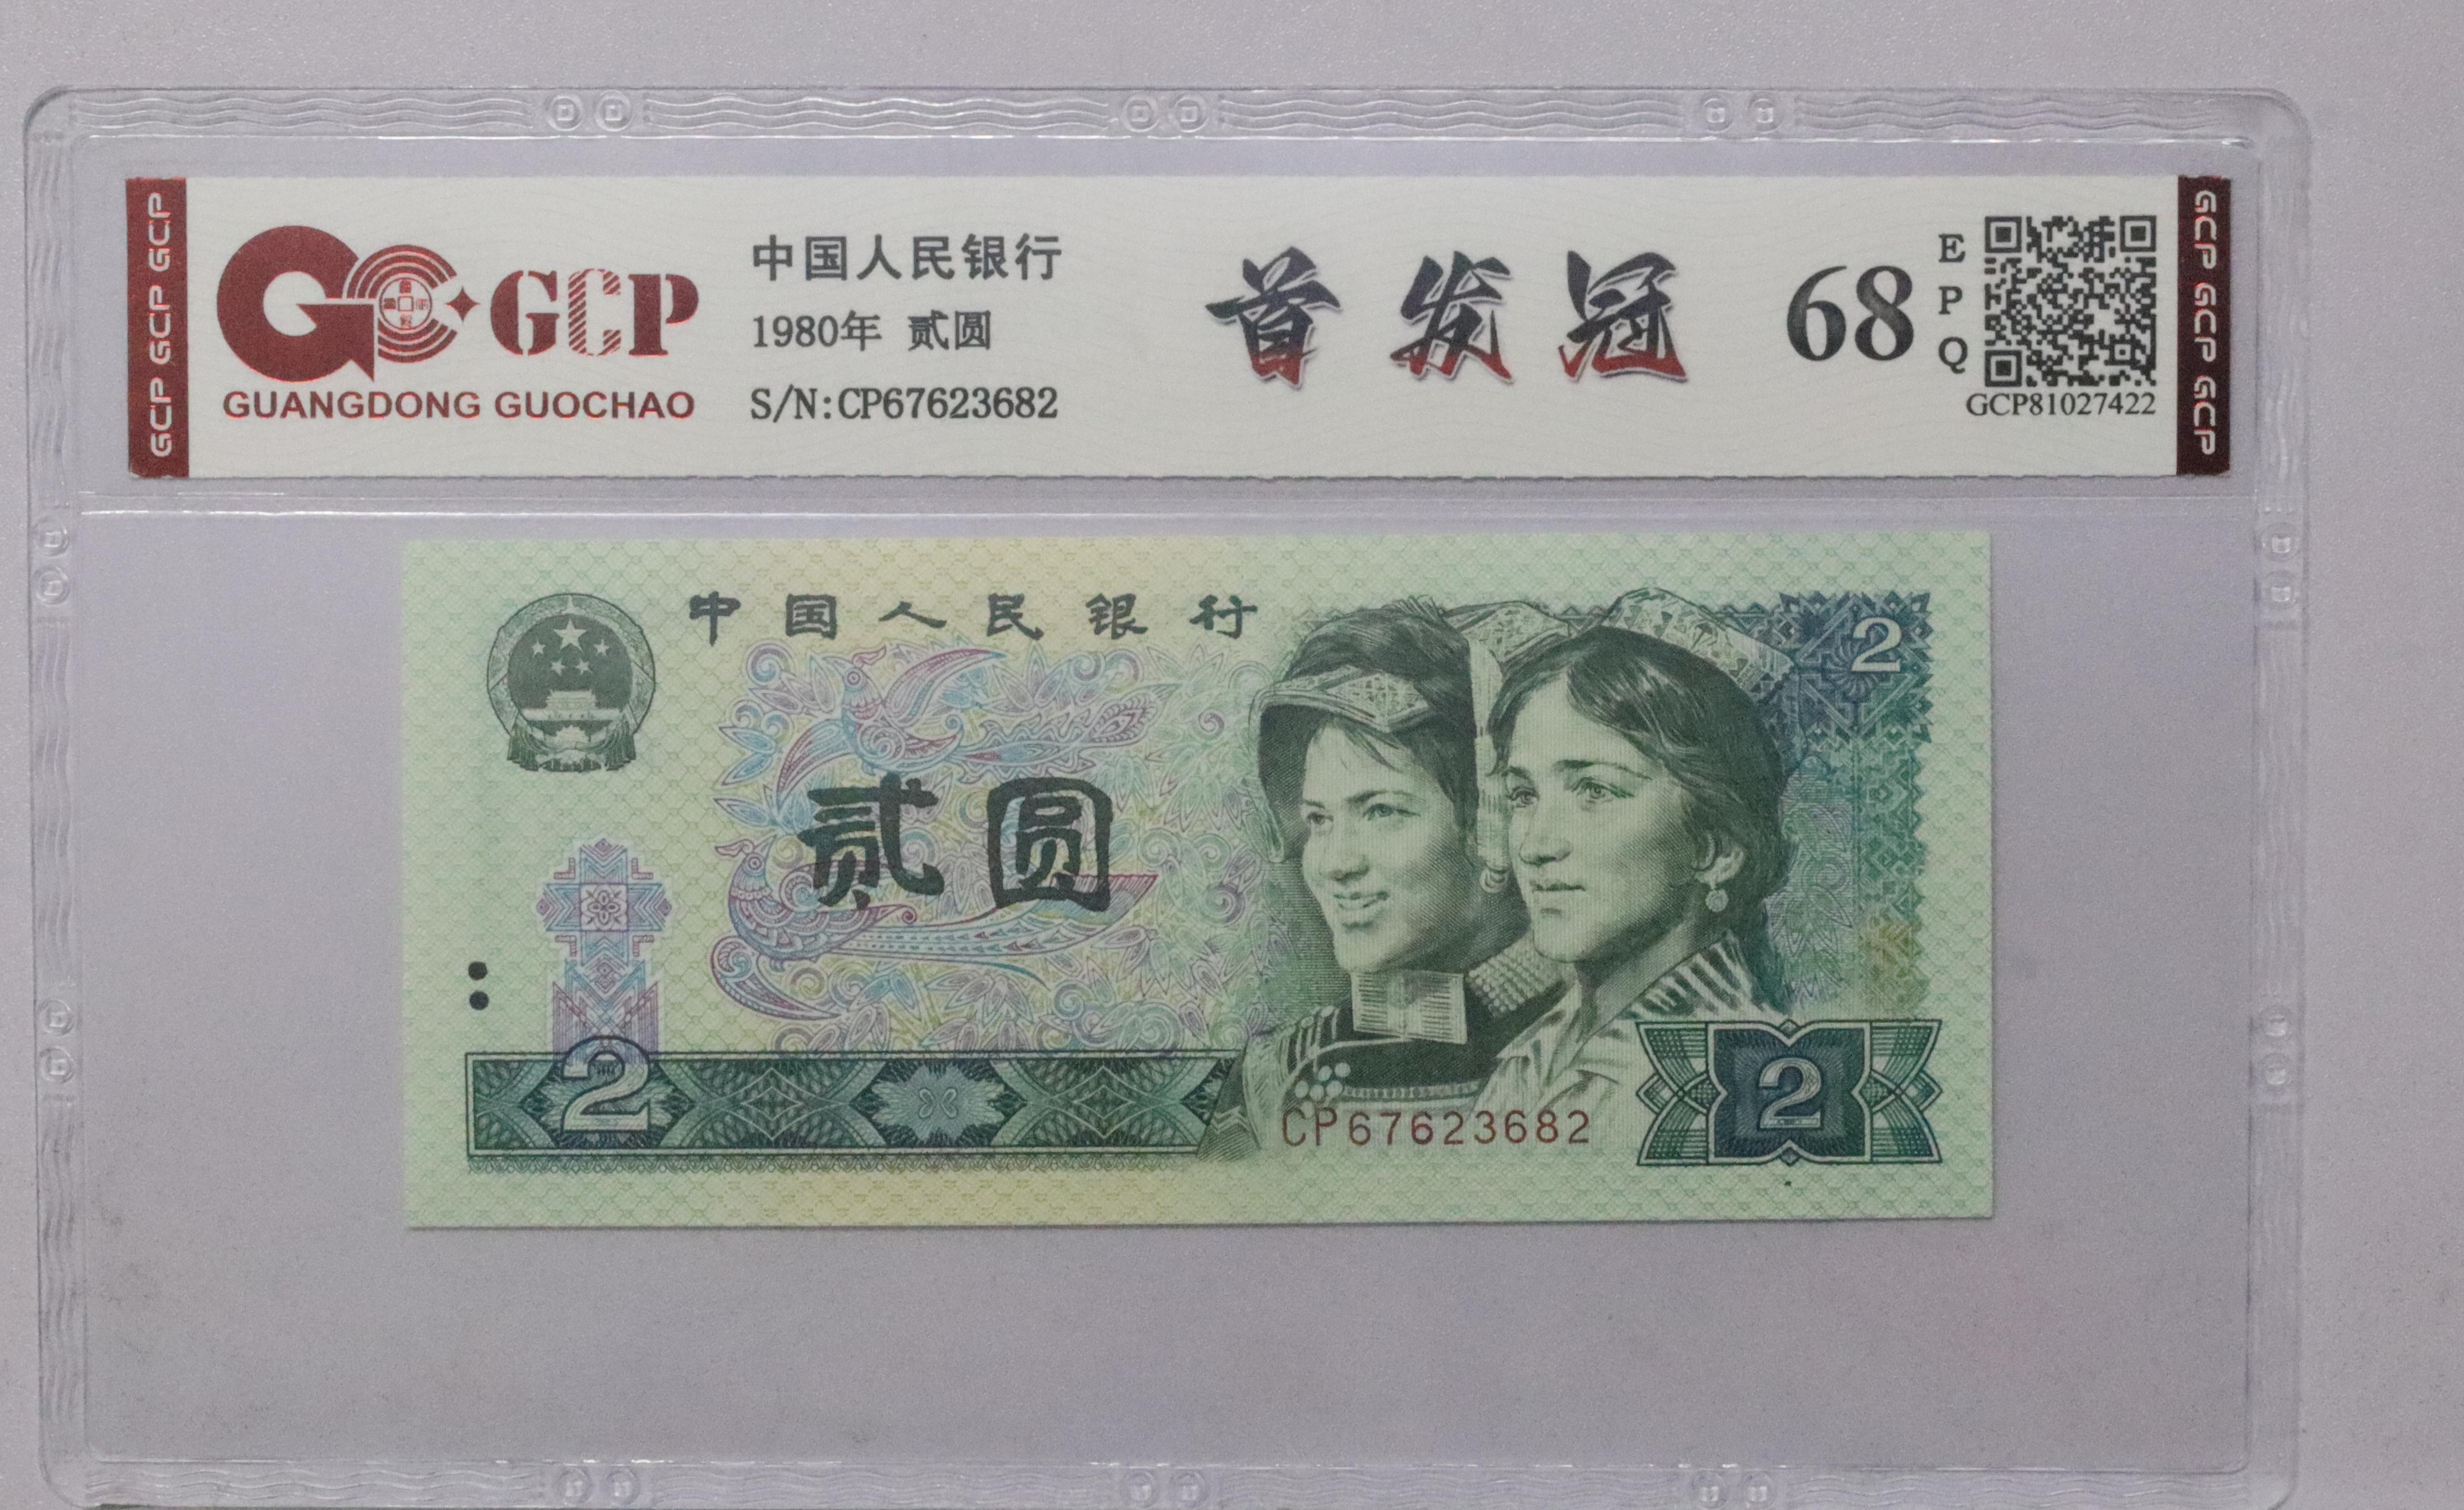 GCP GCP GCP
GCP
GUANGDONG GUOCHAO
中国人民银行
1980年 贰圆
S/N:CP67623682
首发冠
68
EPQ
GCP81027422
GCP GCP GCP
中国人民银行
2
贰圆
2
CP67623682
2